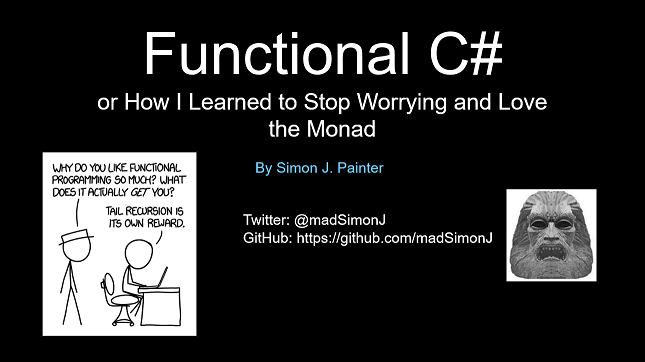 Functional C#
or How I Learned to Stop Worrying and Love
the Monad
By Simon J. Painter
WHY DO YOU LIKE FUNCTIONAL
PROGRAMMING SO MUCH? WHAT
DOES IT ACTUALLY GET YOU?
TAIL RECURSION IS
ITS OWN REWARD.
Twitter: @madSimonJ
GitHub: https://github.com/madSimonJ